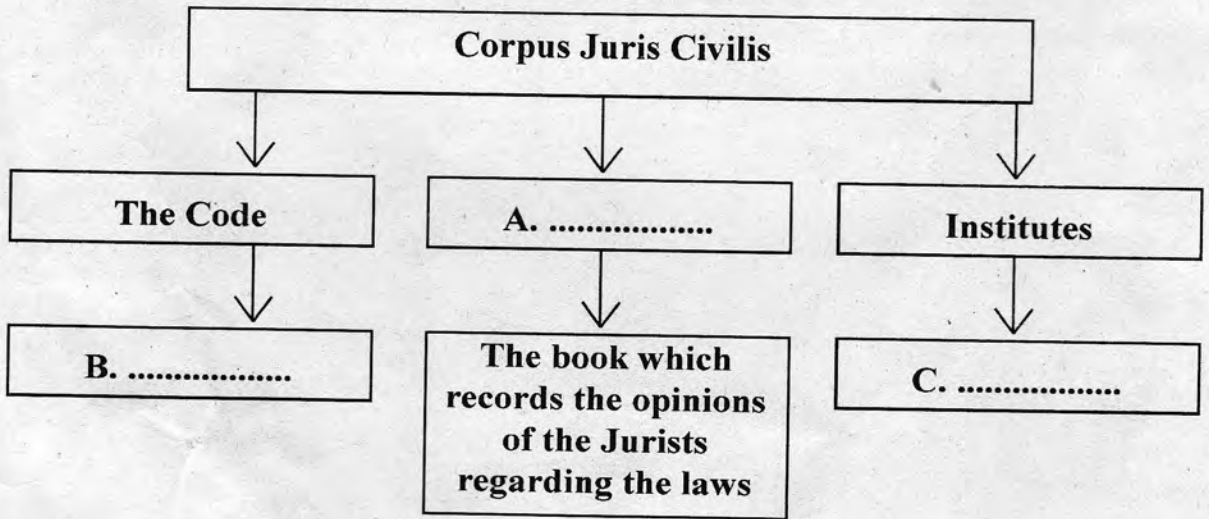 Corpus Juris Civilis
The Code
A. ..................
Institutes
B. ..................
The book which
records the opinions
of the Jurists
regarding the laws
C. ..................